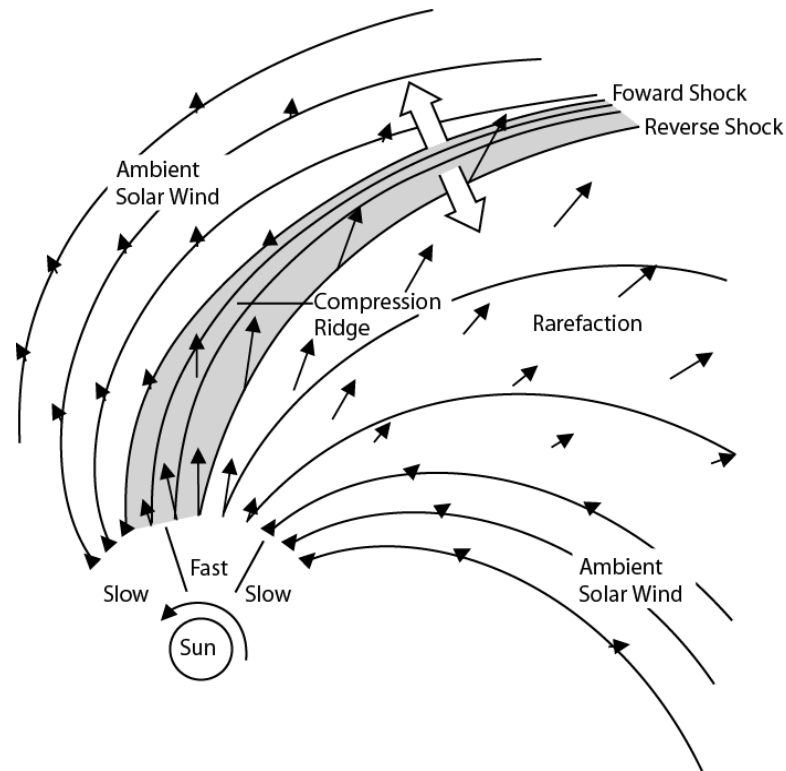 Foward Shock
Reverse Shock
Ambient
Solar Wind
Compression
Ridge
Rarefaction
Fast
Slow
Slow
Ambient
Solar Wind
Sun